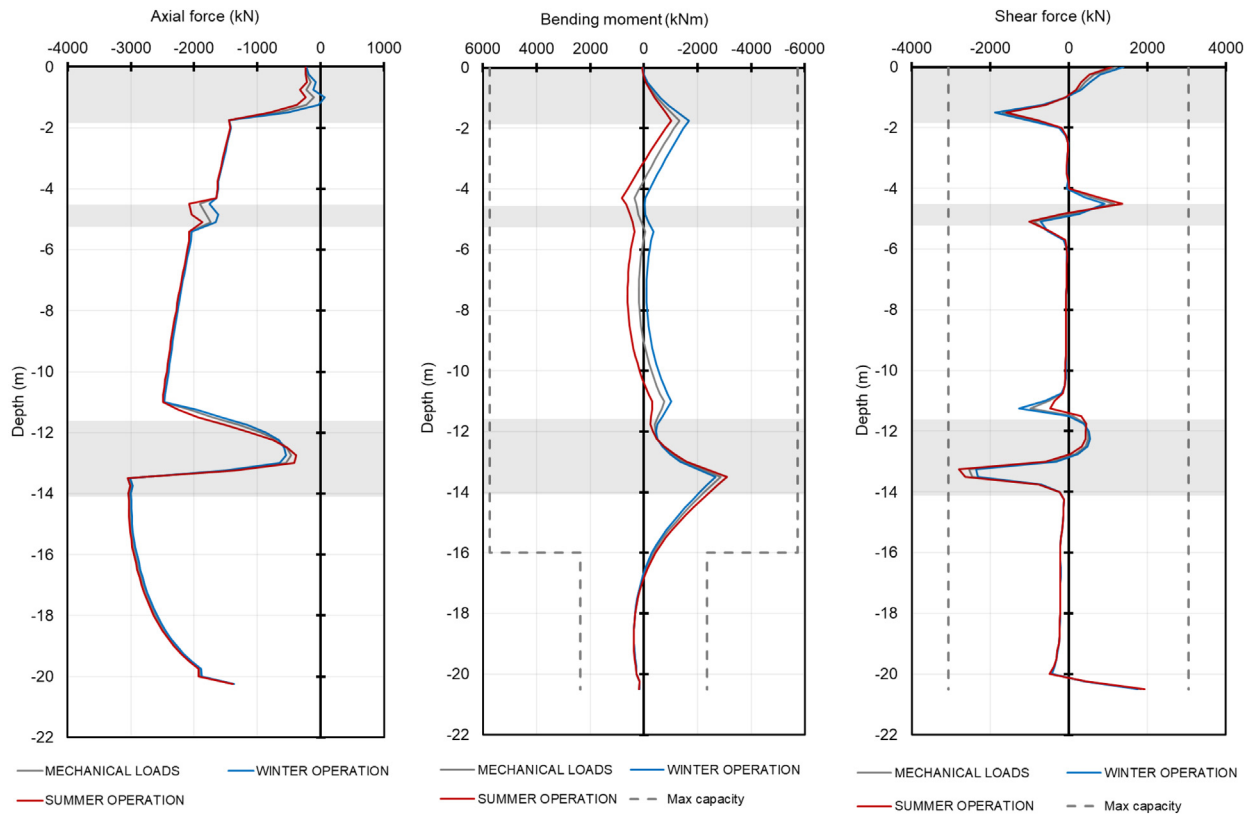 Axial force (kN)
-4000 -3000 -2000 -1000 0 1000
0
-2
-4
-6
-8
-10
-12
-14
-16
-18
-20
-22
Depth (m)
MECHANICAL LOADS WINTER OPERATION
SUMMER OPERATION
Bending moment (kNm)
6000 4000 2000 0 -2000 -4000 -6000
0
-2
-4
-6
-8
-10
-12
-14
-16
-18
-20
-22
Depth (m)
MECHANICAL LOADS WINTER OPERATION
SUMMER OPERATION Max capacity
Shear force (kN)
-4000 -2000 0 2000 4000
0
-2
-4
-6
-8
-10
-12
-14
-16
-18
-20
-22
Depth (m)
MECHANICAL LOADS WINTER OPERATION
SUMMER OPERATION Max capacity